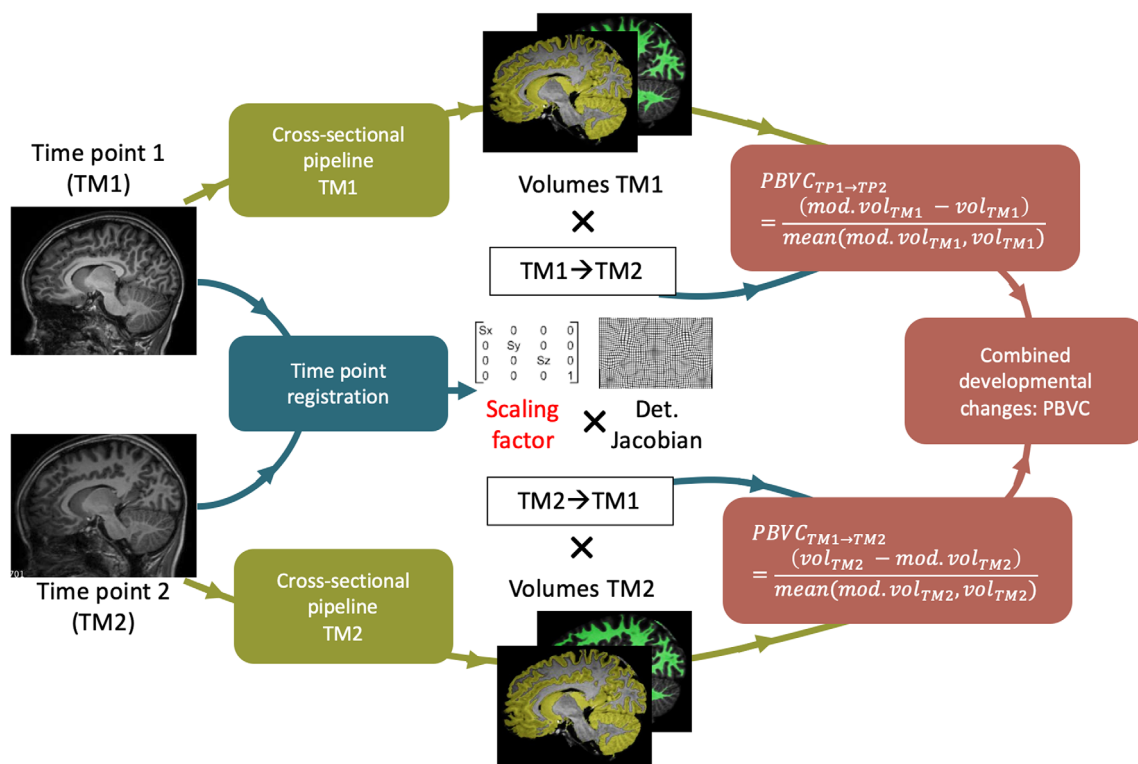 Time point 1
(TM1)
Cross-sectional
pipeline
TM1
Volumes TM1
×
TM1→TM2
PBVC_{TP1→TP2}
= (mod.vol_{TM1} − vol_{TM1}) / mean(mod.vol_{TM1}, vol_{TM1})
Time point
registration
Sx 0 0 0
0 Sy 0 0
0 0 Sz 0
0 0 0 1
Scaling
factor
×
Det.
Jacobian
Combined
developmental
changes: PBVC
TM2→TM1
×
Volumes TM2
701
Time point 2
(TM2)
Cross-sectional
pipeline
TM2
PBVC_{TM1→TM2}
= (vol_{TM2} − mod.vol_{TM2}) / mean(mod.vol_{TM2}, vol_{TM2})